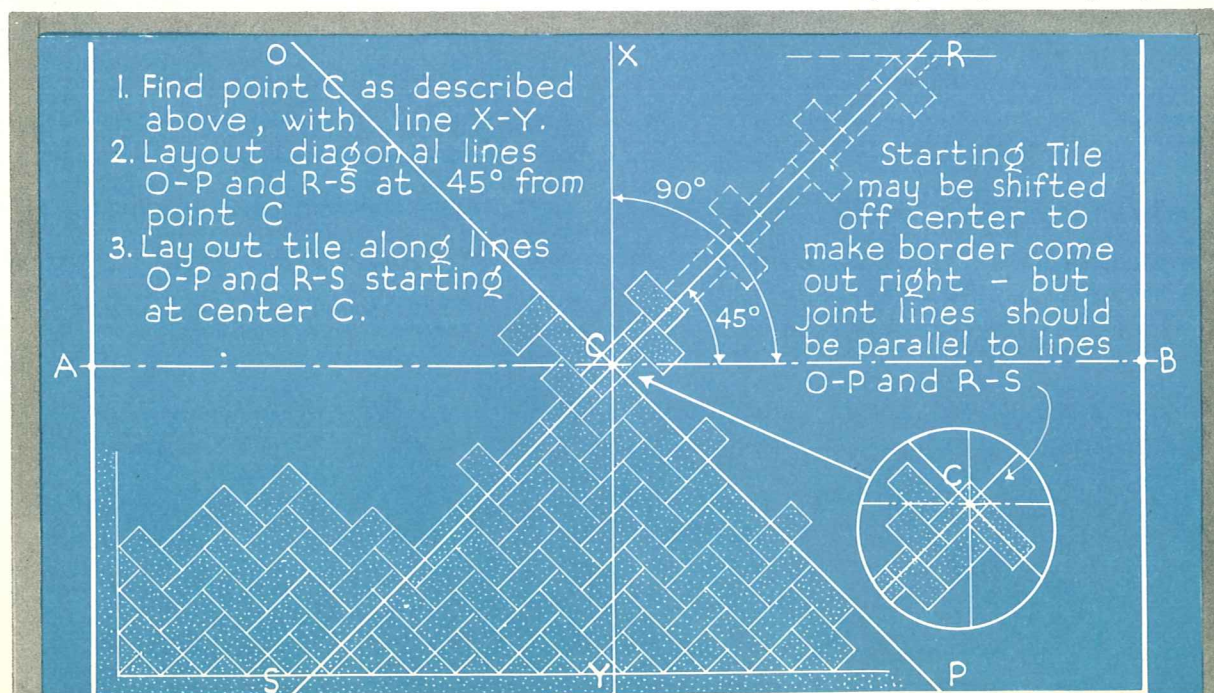 O
X
R
1. Find point C as described
above, with line X-Y.
2. Layout diagonal lines
O-P and R-S at 45° from
point C
3. Lay out tile along lines
O-P and R-S starting
at center C.
90°
45°
Starting Tile
may be shifted
off center to
make border come
out right - but
joint lines should
be parallel to lines
O-P and R-S
A
C
B
C
S
Y
P